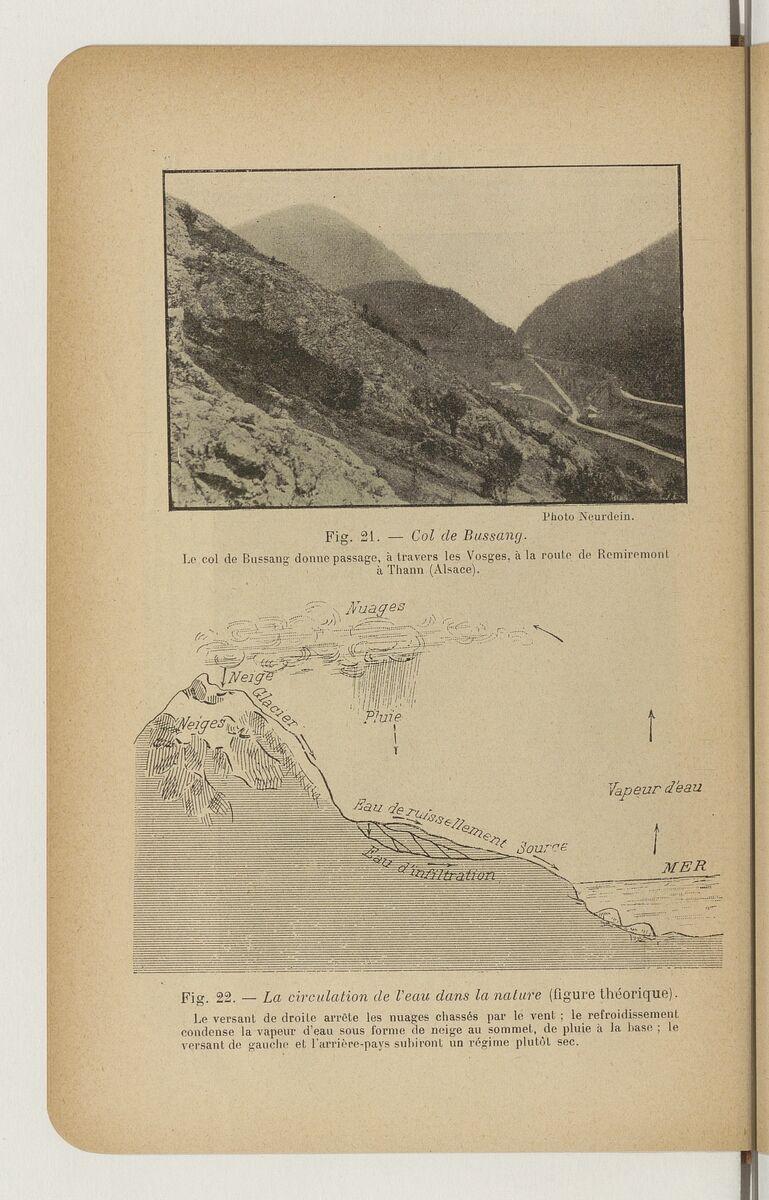 Photo Neurdein.
Fig. 21. — Col de Bussang.
Le col de Bussang donne passage, à travers les Vosges, à la route de Remiremont
à Thann (Alsace).
Nuages
Neige
Glacier
Neiges
Pluie
Vapeur d'eau
Eau de ruissellement
Source
Eau d'infiltration
MER
Fig. 22. — La circulation de l'eau dans la nature (figure théorique).
Le versant de droite arrête les nuages chassés par le vent ; le refroidissement
condense la vapeur d'eau sous forme de neige au sommet, de pluie à la base ; le
versant de gauche et l'arrière-pays subiront un régime plutôt sec.